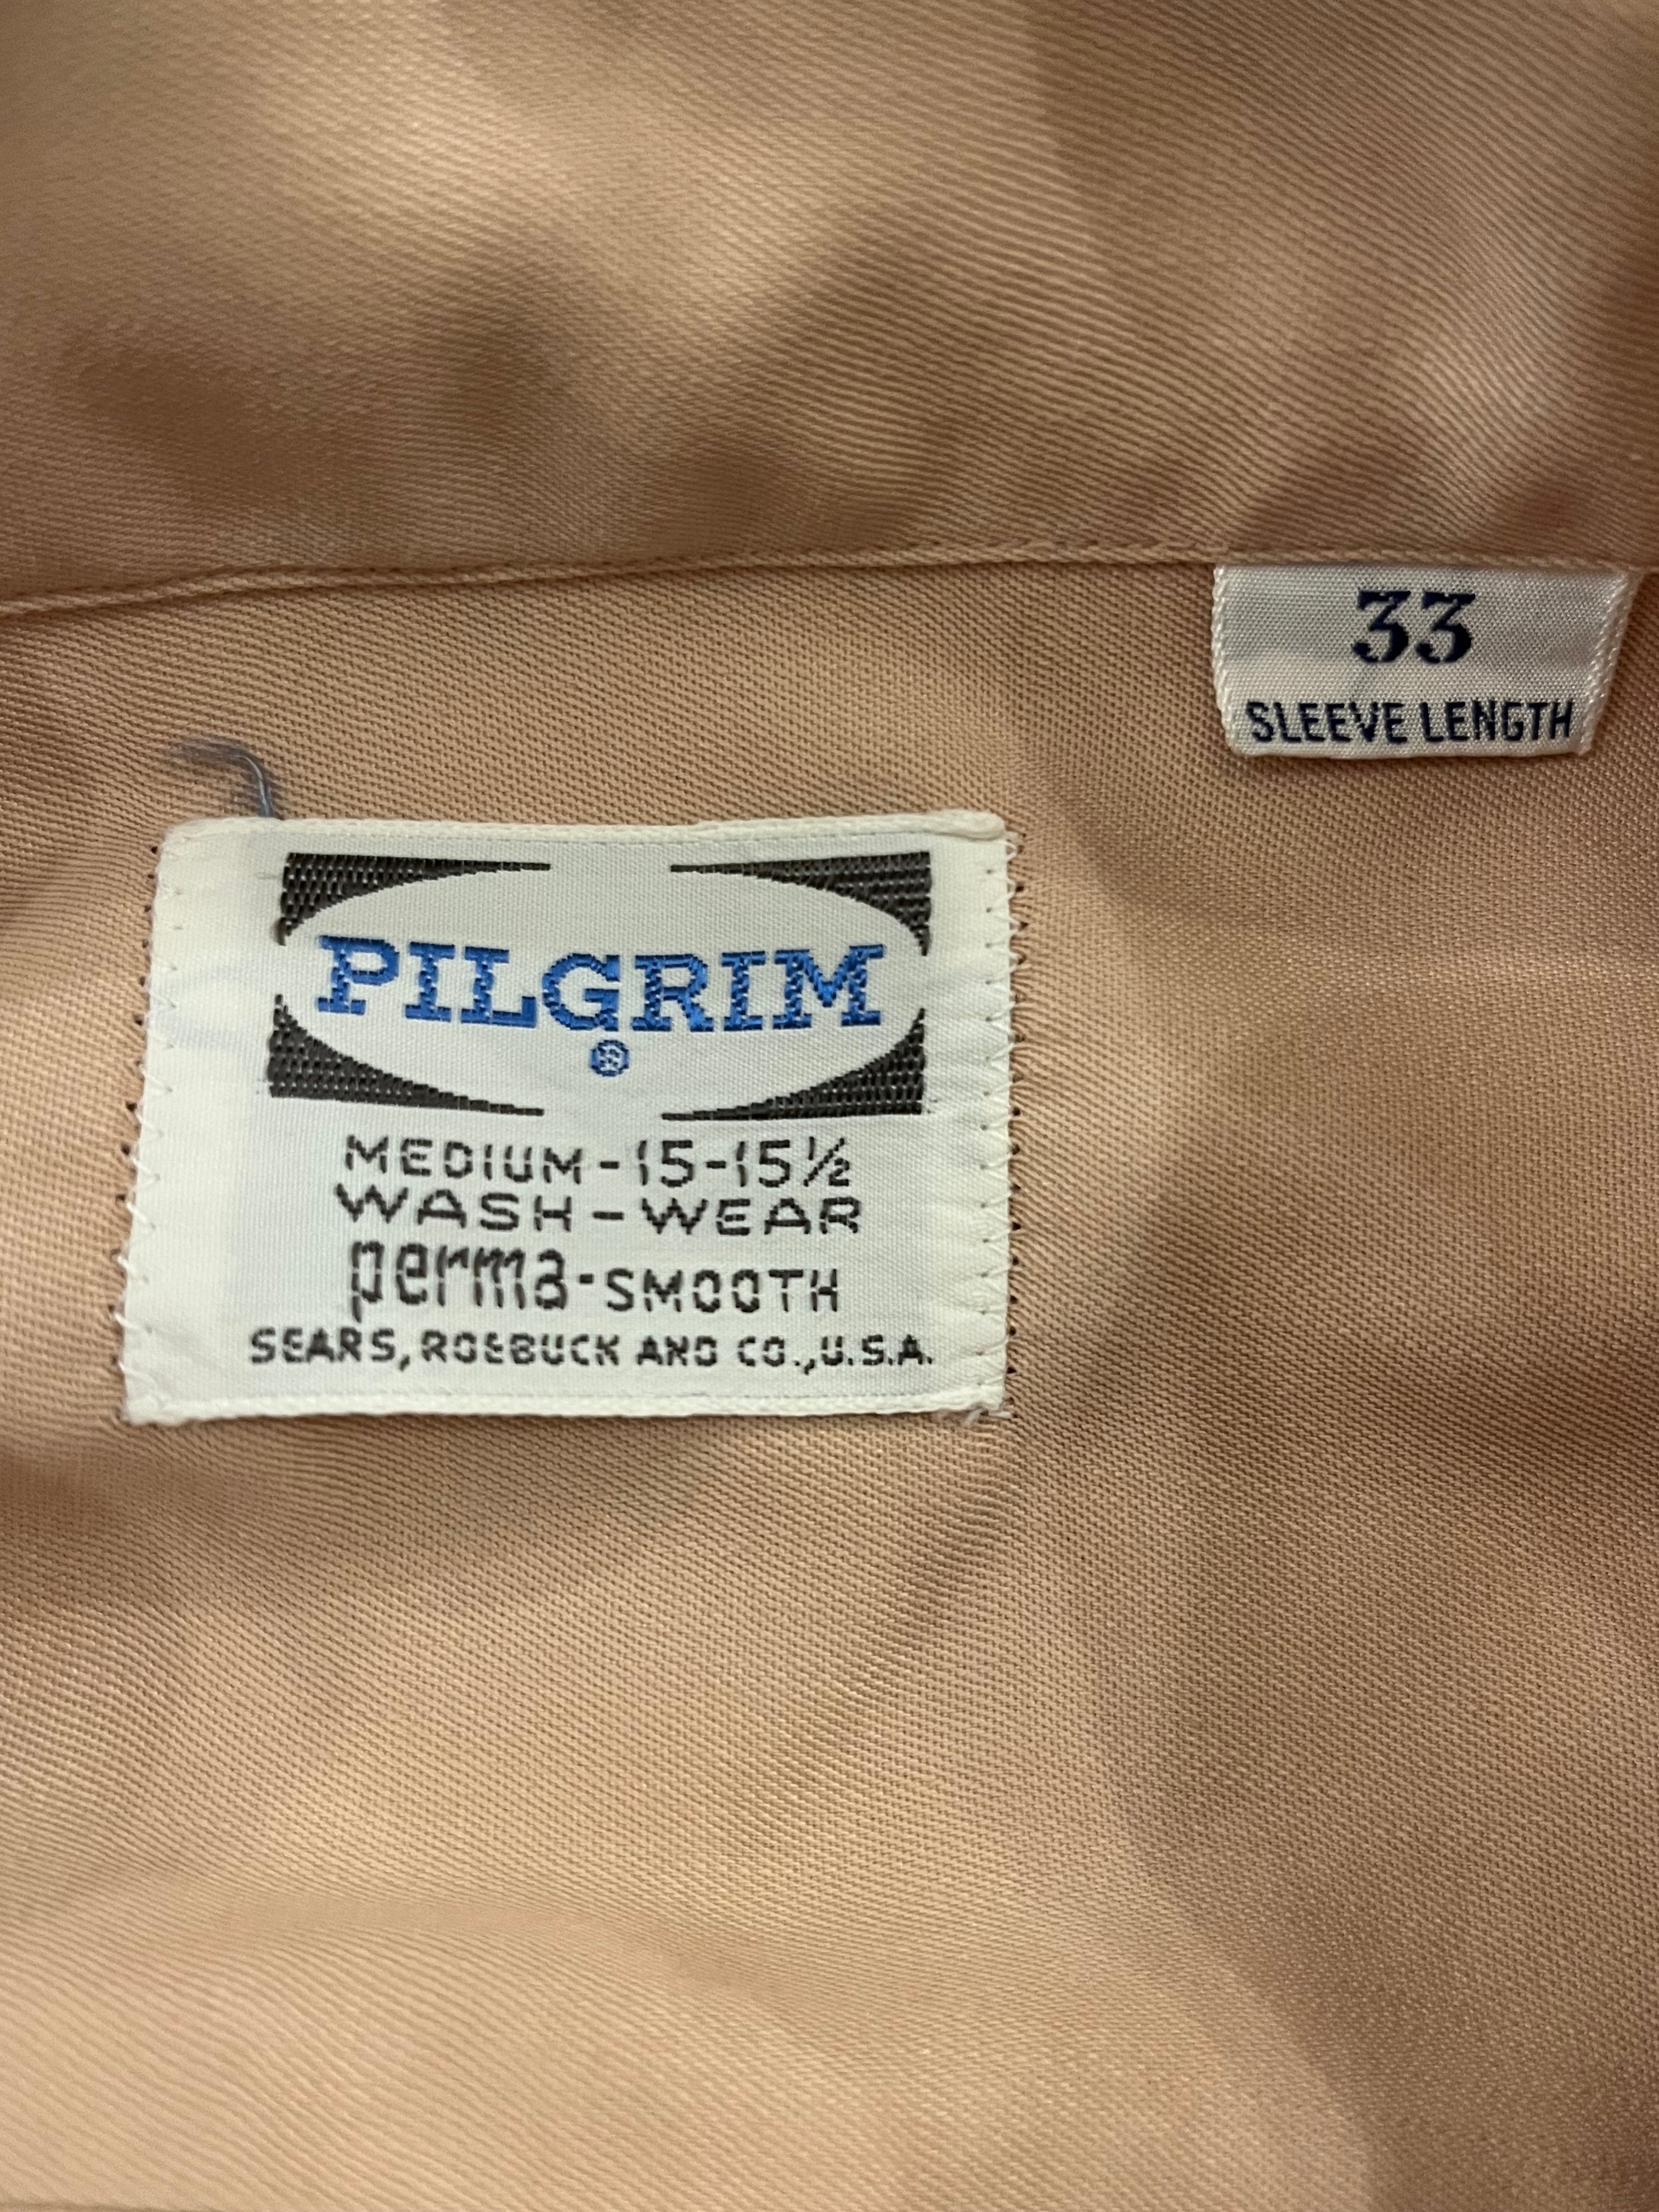 33
SLEEVE LENGTH
PILGRIM
®
MEDIUM-15-15½
WASH-WEAR
perma-SMOOTH
SEARS, ROEBUCK AND CO., U.S.A.